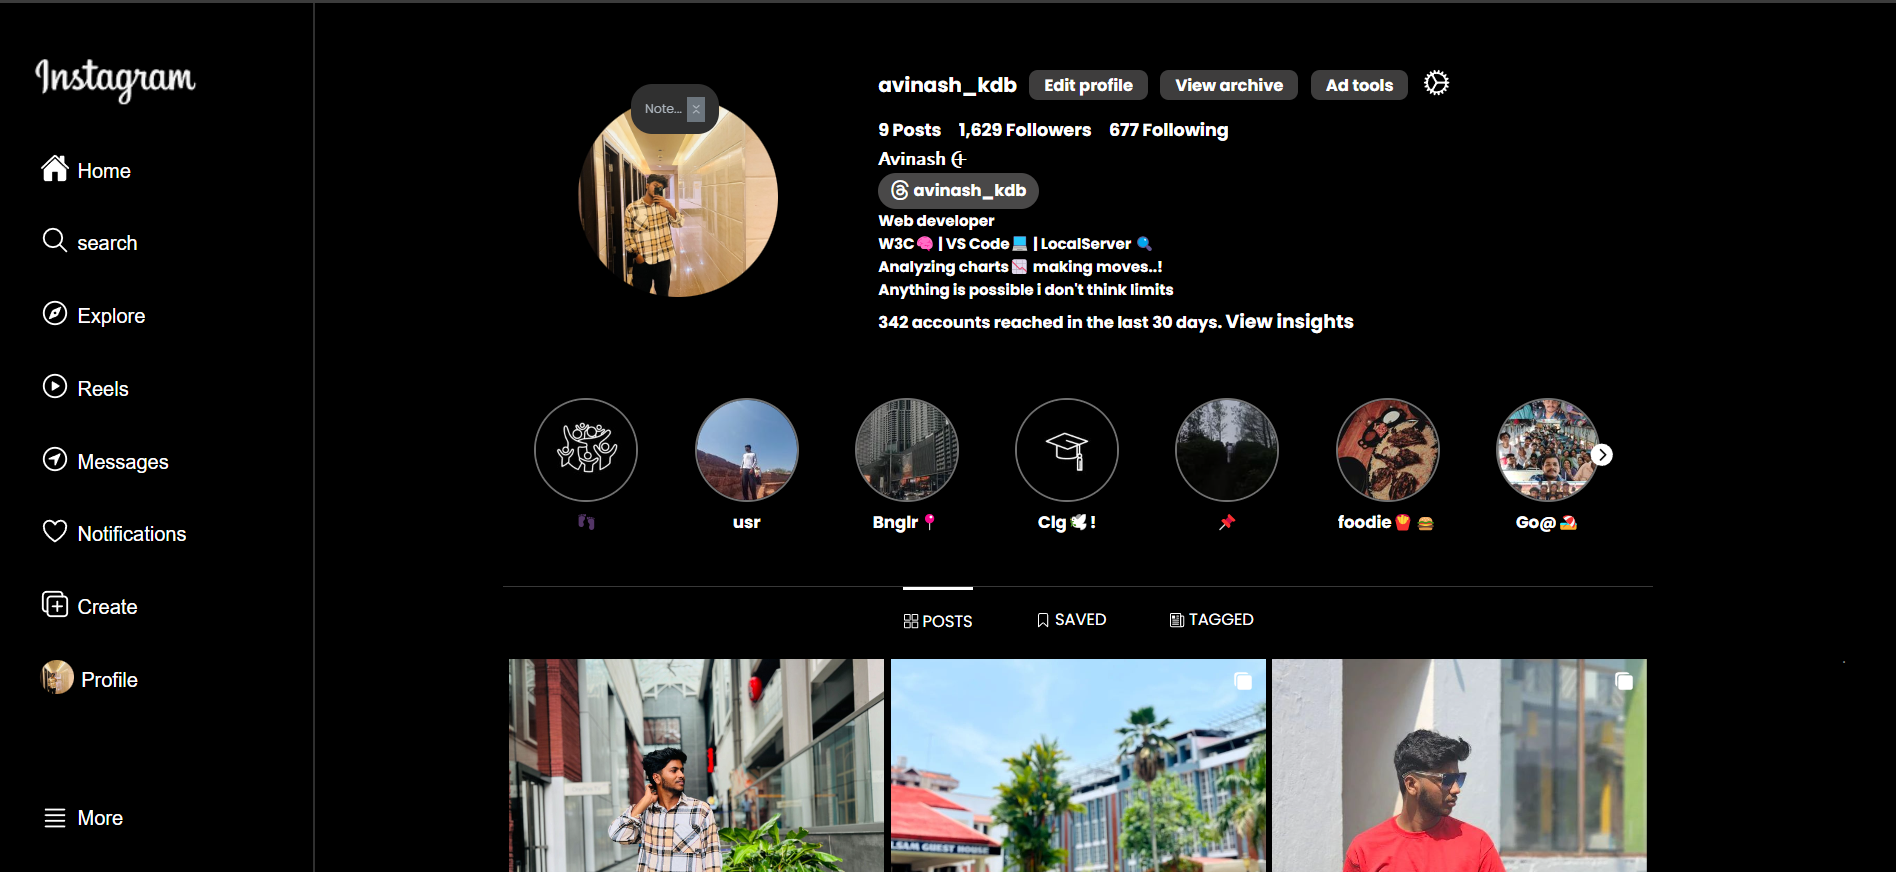 Instagram
Home
search
Explore
Reels
Messages
Notifications
Create
Profile
More
Note...
avinash_kdb Edit profile View archive Ad tools
9 Posts 1,629 Followers 677 Following
Avinash
avinash_kdb
Web developer
W3C🧠 | VS Code💻 | LocalServer 🔍
Analyzing charts💹 making moves..!
Anything is possible i don't think limits
342 accounts reached in the last 30 days. View insights
👣
usr
Bnglr📍
Clg🕊️!
📌
foodie🍟🍔
Go@🏖️
POSTS SAVED TAGGED
SAM GUEST HOUSE